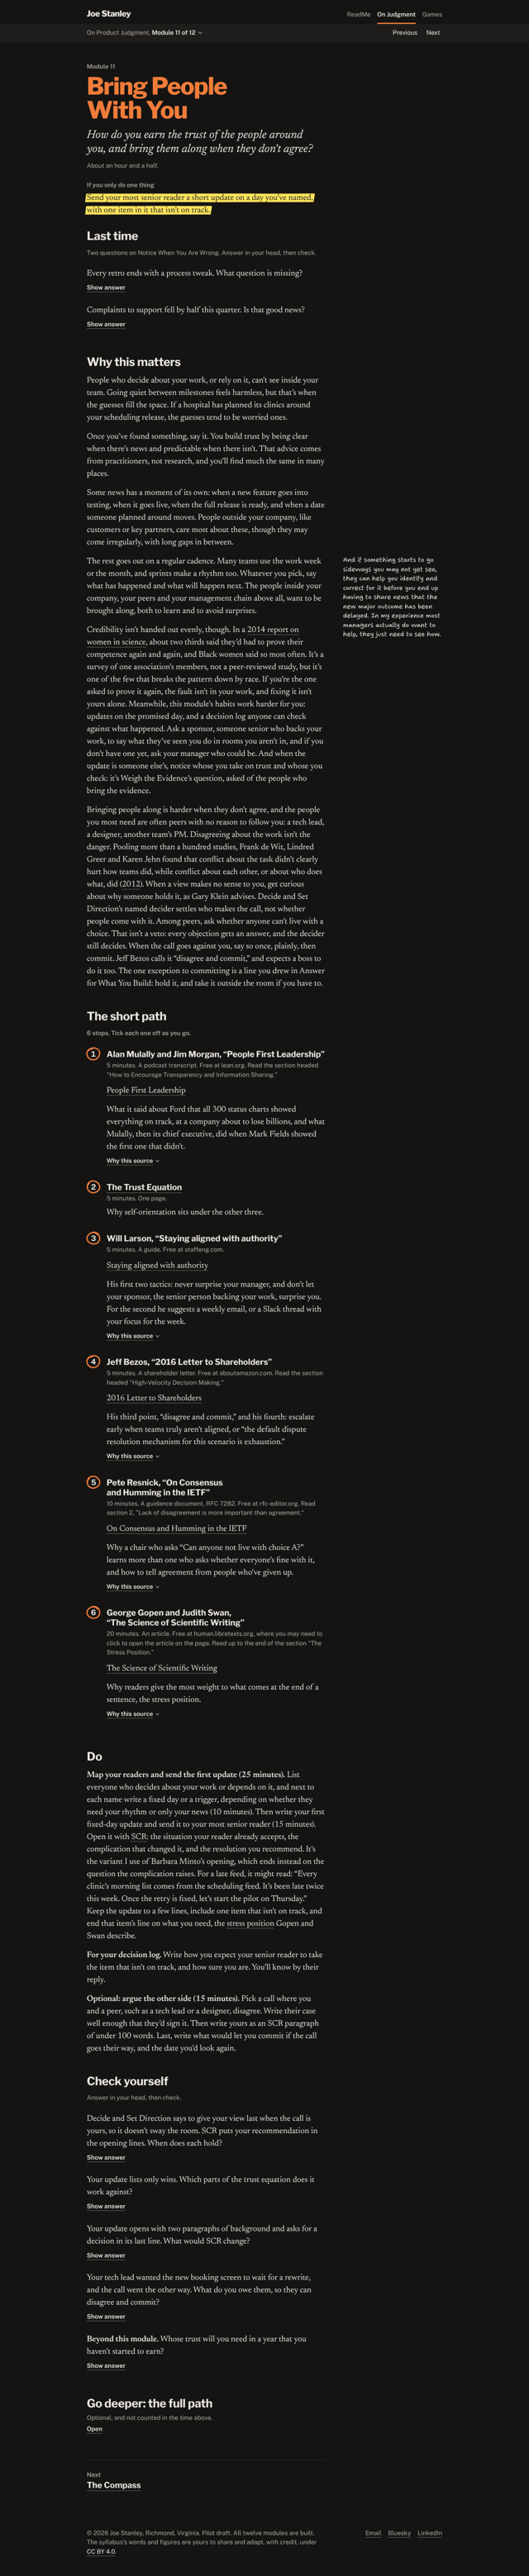 Joe Stanley
ReadMe On Judgment Games
On Product Judgment, Module 11 of 12
Previous Next
Module 11
Bring People
With You
How do you earn the trust of the people around
you, and bring them along when they don't agree?
About an hour and a half.
If you only do one thing
Send your most senior reader a short update on a day you've named,
with one item in it that isn't on track.
Last time
Two questions on Notice When You Are Wrong. Answer in your head, then check.
Every retro ends with a process tweak. What question is missing?
Show answer
Complaints to support fell by half this quarter. Is that good news?
Show answer
Why this matters
People who decide about your work, or rely on it, can't see inside your
team. Going quiet between milestones feels harmless, but that's when
the guesses fill the space. If a hospital has planned its clinics around
your scheduling release, the guesses tend to be worried ones.
Once you've found something, say it. You build trust by being clear
when there's news and predictable when there isn't. That advice comes
from practitioners, not research, and you'll find much the same in many
places.
Some news has a moment of its own: when a new feature goes into
testing, when it goes live, when the full release is ready, and when a date
someone planned around moves. People outside your company, like
customers or key partners, care most about these, though they may
come irregularly, with long gaps in between.
The rest goes out on a regular cadence. Many teams use the work week
or the month, and sprints make a rhythm too. Whatever you pick, say
what has happened and what will happen next. The people inside your
company, your peers and your management chain above all, want to be
brought along, both to learn and to avoid surprises.
And if something starts to go
sideways you may not yet see,
they can help you identify and
correct for it before you end up
having to share news that the
new major outcome has been
delayed. In my experience most
managers actually do want to
help, they just need to see how.
Credibility isn't handed out evenly, though. In a 2014 report on
women in science, about two thirds said they'd had to prove their
competence again and again, and Black women said so most often. It's a
survey of one association's members, not a peer-reviewed study, but it's
one of the few that breaks the pattern down by race. If you're the one
asked to prove it again, the fault isn't in your work, and fixing it isn't
yours alone. Meanwhile, this module's habits work harder for you:
updates on the promised day, and a decision log anyone can check
against what happened. Ask a sponsor, someone senior who backs your
work, to say what they've seen you do in rooms you aren't in, and if you
don't have one yet, ask your manager who could be. And when the
update is someone else's, notice whose you take on trust and whose you
check: it's Weigh the Evidence's question, asked of the people who
bring the evidence.
Bringing people along is harder when they don't agree, and the people
you most need are often peers with no reason to follow you: a tech lead,
a designer, another team's PM. Disagreeing about the work isn't the
danger. Pooling more than a hundred studies, Frank de Wit, Lindred
Greer and Karen Jehn found that conflict about the task didn't clearly
hurt how teams did, while conflict about each other, or about who does
what, did (2012). When a view makes no sense to you, get curious
about why someone holds it, as Gary Klein advises. Decide and Set
Direction's named decider settles who makes the call, not whether
people come with it. Among peers, ask whether anyone can't live with a
choice. That isn't a veto: every objection gets an answer, and the decider
still decides. When the call goes against you, say so once, plainly, then
commit. Jeff Bezos calls it "disagree and commit," and expects a boss to
do it too. The one exception to committing is a line you drew in Answer
for What You Build: hold it, and take it outside the room if you have to.
The short path
6 stops. Tick each one off as you go.
1 Alan Mulally and Jim Morgan, "People First Leadership"
5 minutes. A podcast transcript. Free at lean.org. Read the section headed
"How to Encourage Transparency and Information Sharing."
People First Leadership
What it said about Ford that all 300 status charts showed
everything on track, at a company about to lose billions, and what
Mulally, then its chief executive, did when Mark Fields showed
the first one that didn't.
Why this source
2 The Trust Equation
5 minutes. One page.
Why self-orientation sits under the other three.
3 Will Larson, "Staying aligned with authority"
5 minutes. A guide. Free at staffeng.com.
Staying aligned with authority
His first two tactics: never surprise your manager, and don't let
your sponsor, the senior person backing your work, surprise you.
For the second he suggests a weekly email, or a Slack thread with
your focus for the week.
Why this source
4 Jeff Bezos, "2016 Letter to Shareholders"
5 minutes. A shareholder letter. Free at aboutamazon.com. Read the section
headed "High-Velocity Decision Making."
2016 Letter to Shareholders
His third point, "disagree and commit," and his fourth: escalate
early when teams truly aren't aligned, or "the default dispute
resolution mechanism for this scenario is exhaustion."
Why this source
5 Pete Resnick, "On Consensus
and Humming in the IETF"
10 minutes. A guidance document, RFC 7282. Free at rfc-editor.org. Read
section 2, "Lack of disagreement is more important than agreement."
On Consensus and Humming in the IETF
Why a chair who asks "Can anyone not live with choice A?"
learns more than one who asks whether everyone's fine with it,
and how to tell agreement from people who've given up.
Why this source
6 George Gopen and Judith Swan,
"The Science of Scientific Writing"
20 minutes. An article. Free at human.libretexts.org, where you may need to
click to open the article on the page. Read up to the end of the section "The
Stress Position."
The Science of Scientific Writing
Why readers give the most weight to what comes at the end of a
sentence, the stress position.
Why this source
Do
Map your readers and send the first update (25 minutes). List
everyone who decides about your work or depends on it, and next to
each name write a fixed day or a trigger, depending on whether they
need your rhythm or only your news (10 minutes). Then write your first
fixed-day update and send it to your most senior reader (15 minutes).
Open it with SCR: the situation your reader already accepts, the
complication that changed it, and the resolution you recommend. It's
the variant I use of Barbara Minto's opening, which ends instead on the
question the complication raises. For a late feed, it might read: "Every
clinic's morning list comes from the scheduling feed. It's been late twice
this week. Once the retry is fixed, let's start the pilot on Thursday."
Keep the update to a few lines, include one item that isn't on track, and
end that item's line on what you need, the stress position Gopen and
Swan describe.
For your decision log. Write how you expect your senior reader to take
the item that isn't on track, and how sure you are. You'll know by their
reply.
Optional: argue the other side (15 minutes). Pick a call where you
and a peer, such as a tech lead or a designer, disagree. Write their case
well enough that they'd sign it. Then write yours as an SCR paragraph
of under 100 words. Last, write what would let you commit if the call
goes their way, and the date you'd look again.
Check yourself
Answer in your head, then check.
Decide and Set Direction says to give your view last when the call is
yours, so it doesn't sway the room. SCR puts your recommendation in
the opening lines. When does each hold?
Show answer
Your update lists only wins. Which parts of the trust equation does it
work against?
Show answer
Your update opens with two paragraphs of background and asks for a
decision in its last line. What would SCR change?
Show answer
Your tech lead wanted the new booking screen to wait for a rewrite,
and the call went the other way. What do you owe them, so they can
disagree and commit?
Show answer
Beyond this module. Whose trust will you need in a year that you
haven't started to earn?
Show answer
Go deeper: the full path
Optional, and not counted in the time above.
Open
Next
The Compass
© 2026 Joe Stanley, Richmond, Virginia. Pilot draft. All twelve modules are built.
The syllabus's words and figures are yours to share and adapt, with credit, under
CC BY 4.0.
Email Bluesky LinkedIn